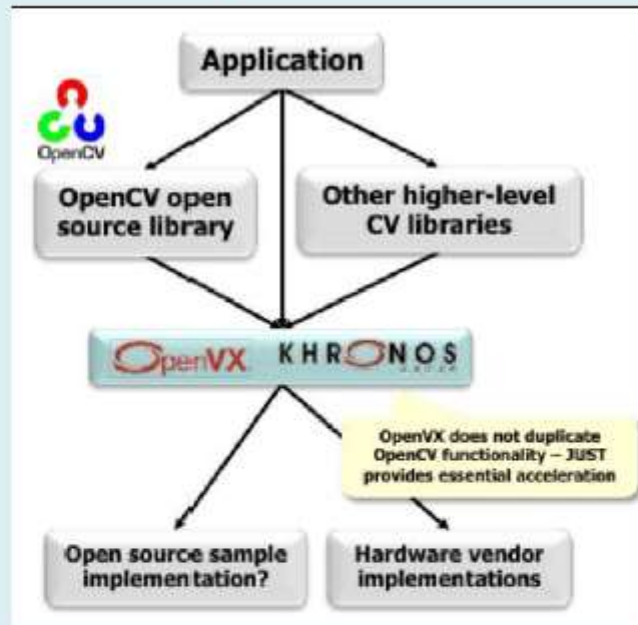 Application
OpenCV
OpenCV open
source library
Other higher-level
CV libraries
OpenVX KHRONOS
GROUP
OpenVX does not duplicate
OpenCV functionality – JUST
provides essential acceleration
Open source sample
implementation?
Hardware vendor
implementations